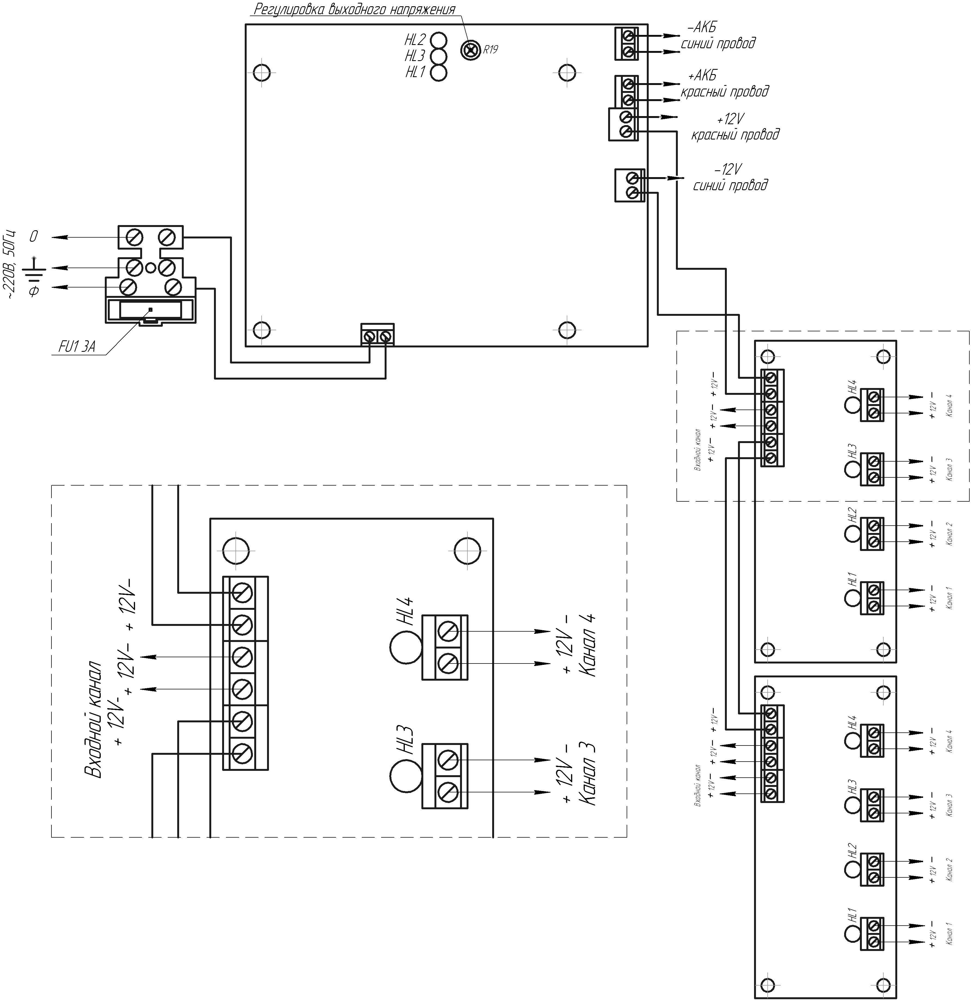 Регулировка выходного напряжения
HL2
HL3
HL1
R19
-АКБ
синий провод
+АКБ
красный провод
+12V
красный провод
-12V
синий провод
~220В, 50Гц
0
Ф
FU1 3А
+ 12V-
+ 12V-
+ 12V-
Входной канал
HL4
+ 12V -
Канал 4
HL3
+ 12V -
Канал 3
HL2
+ 12V -
Канал 2
HL1
+ 12V -
Канал 1
+ 12V-
+ 12V-
+ 12V-
Входной канал
HL4
+ 12V -
Канал 4
HL3
+ 12V -
Канал 3
+ 12V-
+ 12V-
+ 12V-
Входной канал
HL4
+ 12V -
Канал 4
HL3
+ 12V -
Канал 3
HL2
+ 12V -
Канал 2
HL1
+ 12V -
Канал 1